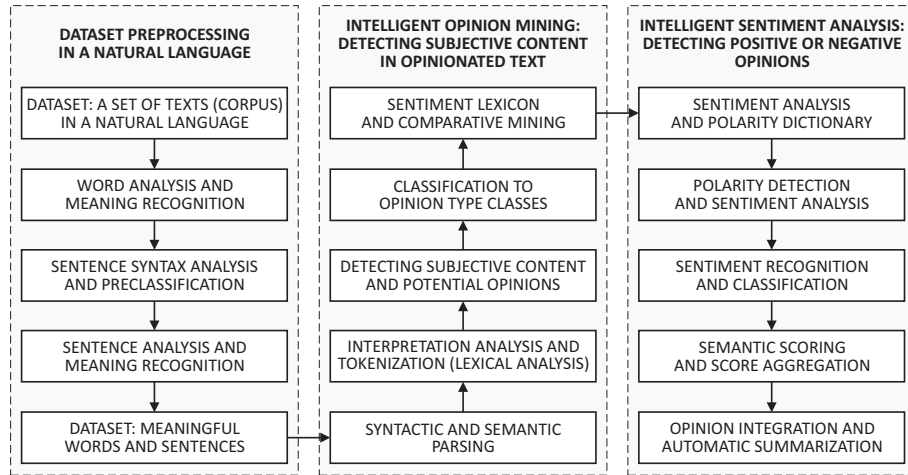 DATASET PREPROCESSING
IN A NATURAL LANGUAGE
DATASET: A SET OF TEXTS (CORPUS)
IN A NATURAL LANGUAGE
WORD ANALYSIS AND
MEANING RECOGNITION
SENTENCE SYNTAX ANALYSIS
AND PRECLASSIFICATION
SENTENCE ANALYSIS AND
MEANING RECOGNITION
DATASET: MEANINGFUL
WORDS AND SENTENCES
INTELLIGENT OPINION MINING:
DETECTING SUBJECTIVE CONTENT
IN OPINIONATED TEXT
SENTIMENT LEXICON
AND COMPARATIVE MINING
CLASSIFICATION TO
OPINION TYPE CLASSES
DETECTING SUBJECTIVE CONTENT
AND POTENTIAL OPINIONS
INTERPRETATION ANALYSIS AND
TOKENIZATION (LEXICAL ANALYSIS)
SYNTACTIC AND SEMANTIC
PARSING
INTELLIGENT SENTIMENT ANALYSIS:
DETECTING POSITIVE OR NEGATIVE
OPINIONS
SENTIMENT ANALYSIS
AND POLARITY DICTIONARY
POLARITY DETECTION
AND SENTIMENT ANALYSIS
SENTIMENT RECOGNITION
AND CLASSIFICATION
SEMANTIC SCORING
AND SCORE AGGREGATION
OPINION INTEGRATION AND
AUTOMATIC SUMMARIZATION